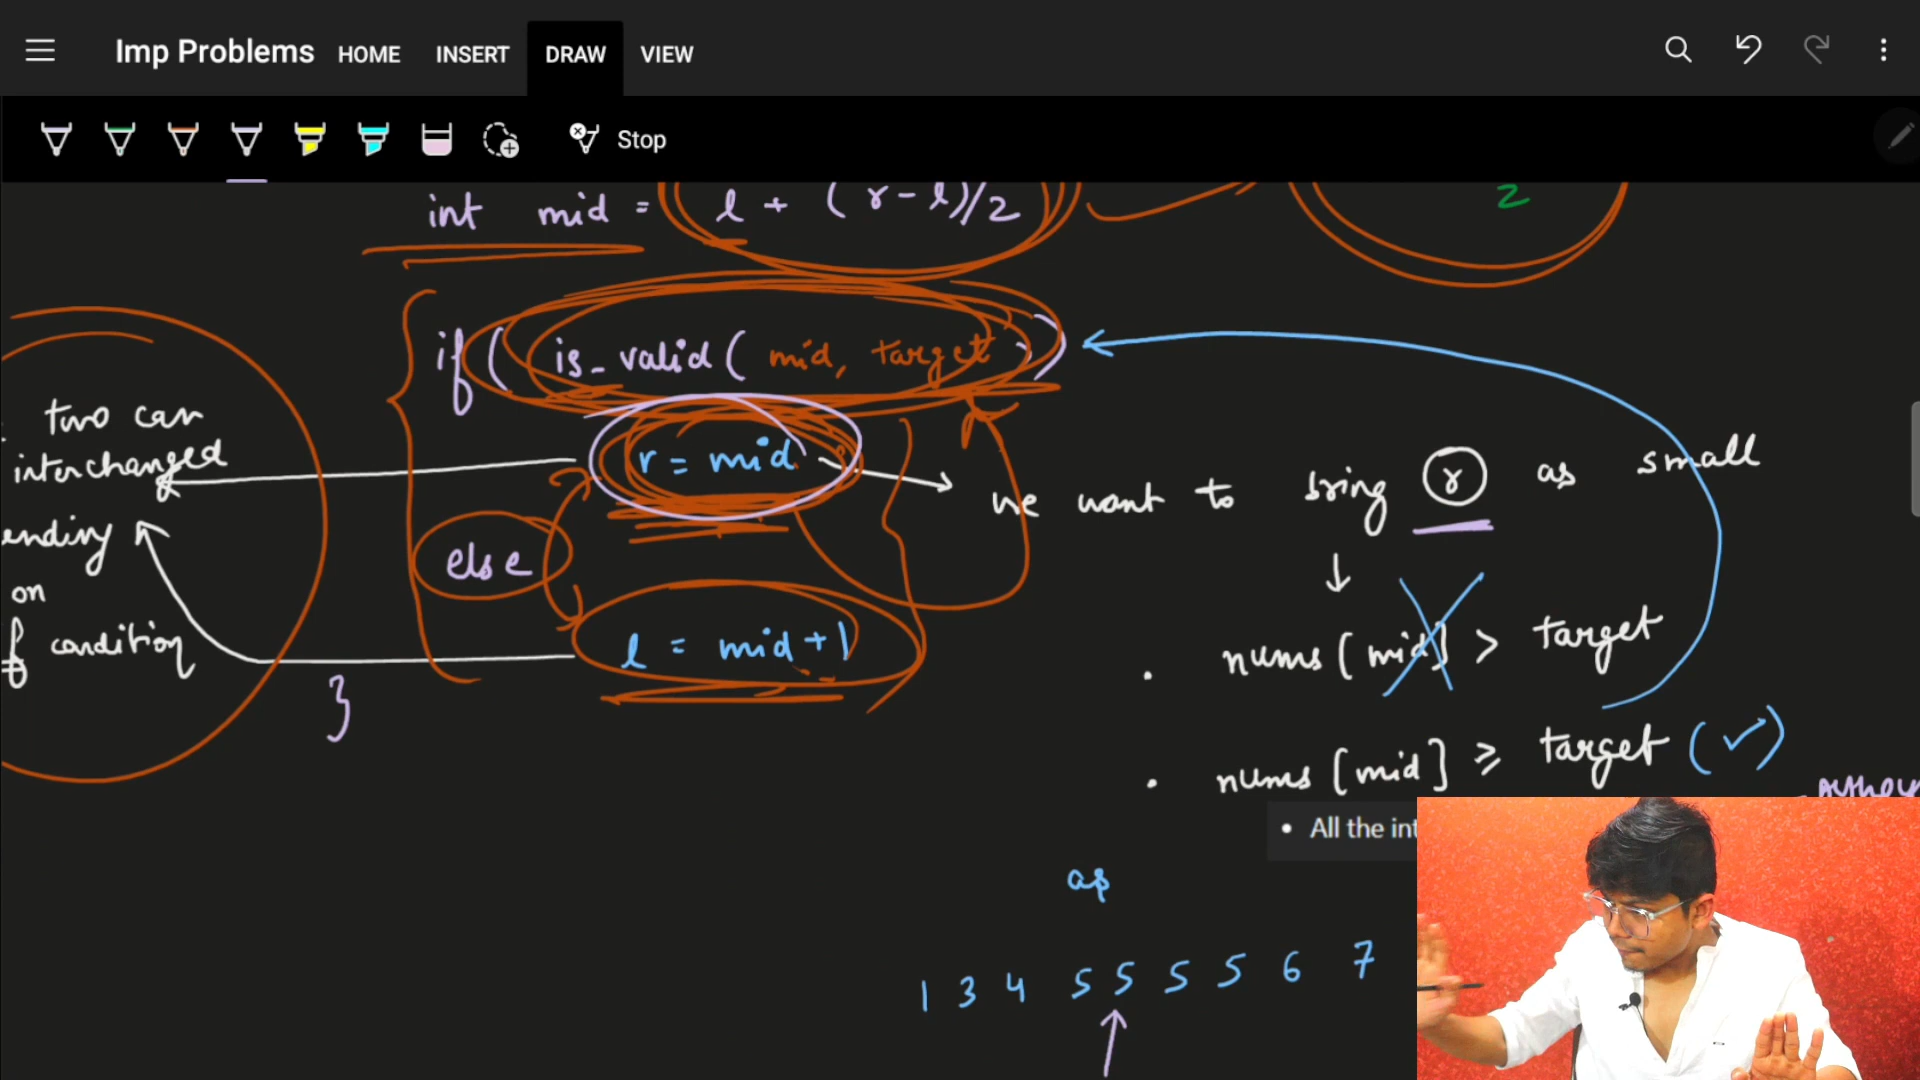 Imp Problems HOME INSERT DRAW VIEW
Stop
int mid = l + (r-l)/2
2
if ( is_valid( mid, target ) )
r = mid
else
l = mid+1
}
two can
interchanged
ending
on
condition
we want to bring r as small
↓
• nums [mid] > target
• nums [mid] ≥ target (✓)
• All the int
as
1 3 4 5 5 5 5 6 7